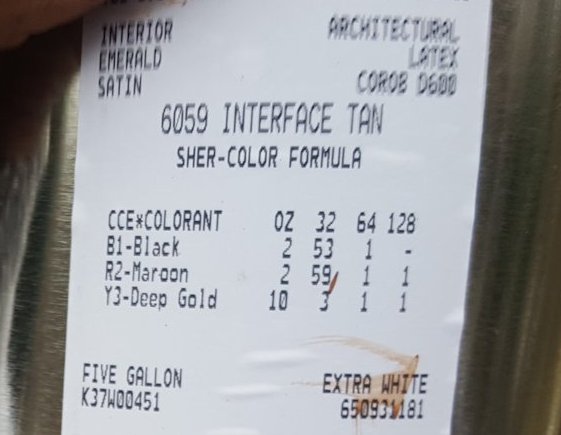 INTERIOR ARCHITECTURAL
EMERALD LATEX
SATIN COROB D600
6059 INTERFACE TAN
SHER-COLOR FORMULA
CCE*COLORANT OZ 32 64 128
B1-Black 2 53 1 -
R2-Maroon 2 59 1 1
Y3-Deep Gold 10 3 1 1
FIVE GALLON EXTRA WHITE
K37W00451 650931181